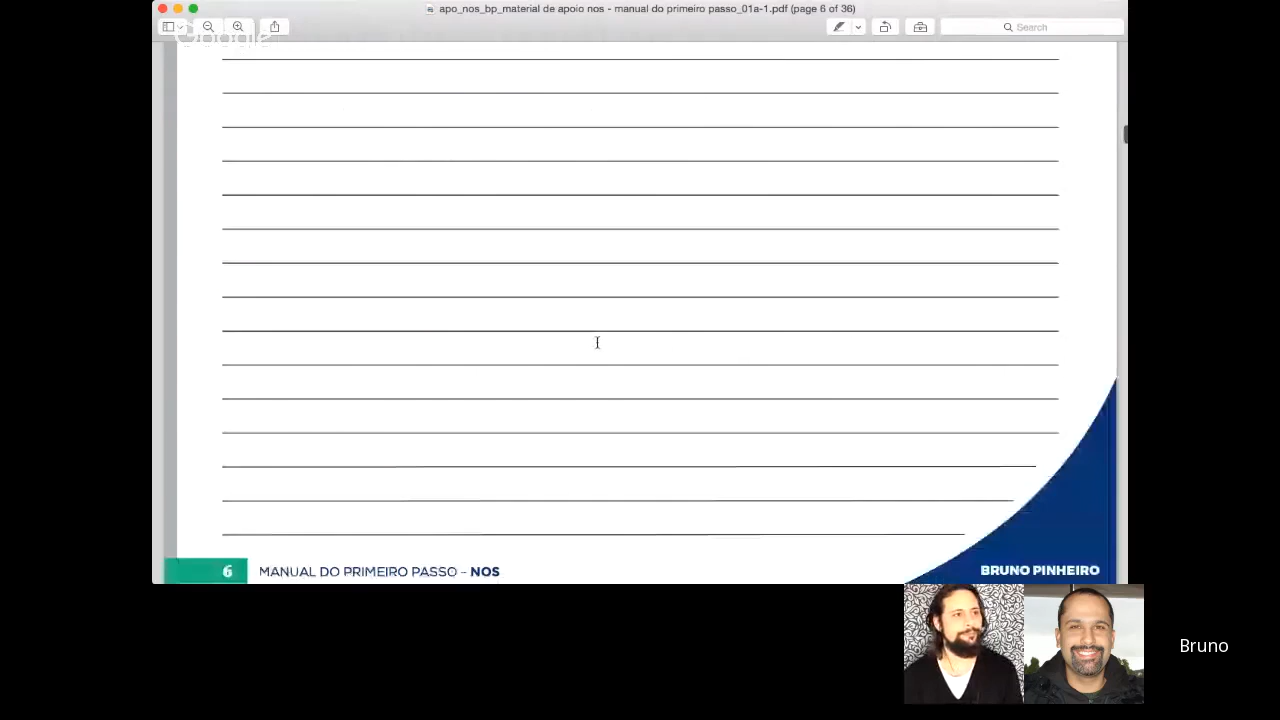 apo_nos_bp_material de apoio nos - manual do primeiro passo_01a-1.pdf (page 6 of 36)
Google
Search
6 MANUAL DO PRIMEIRO PASSO – NOS
BRUNO PINHEIRO
Bruno